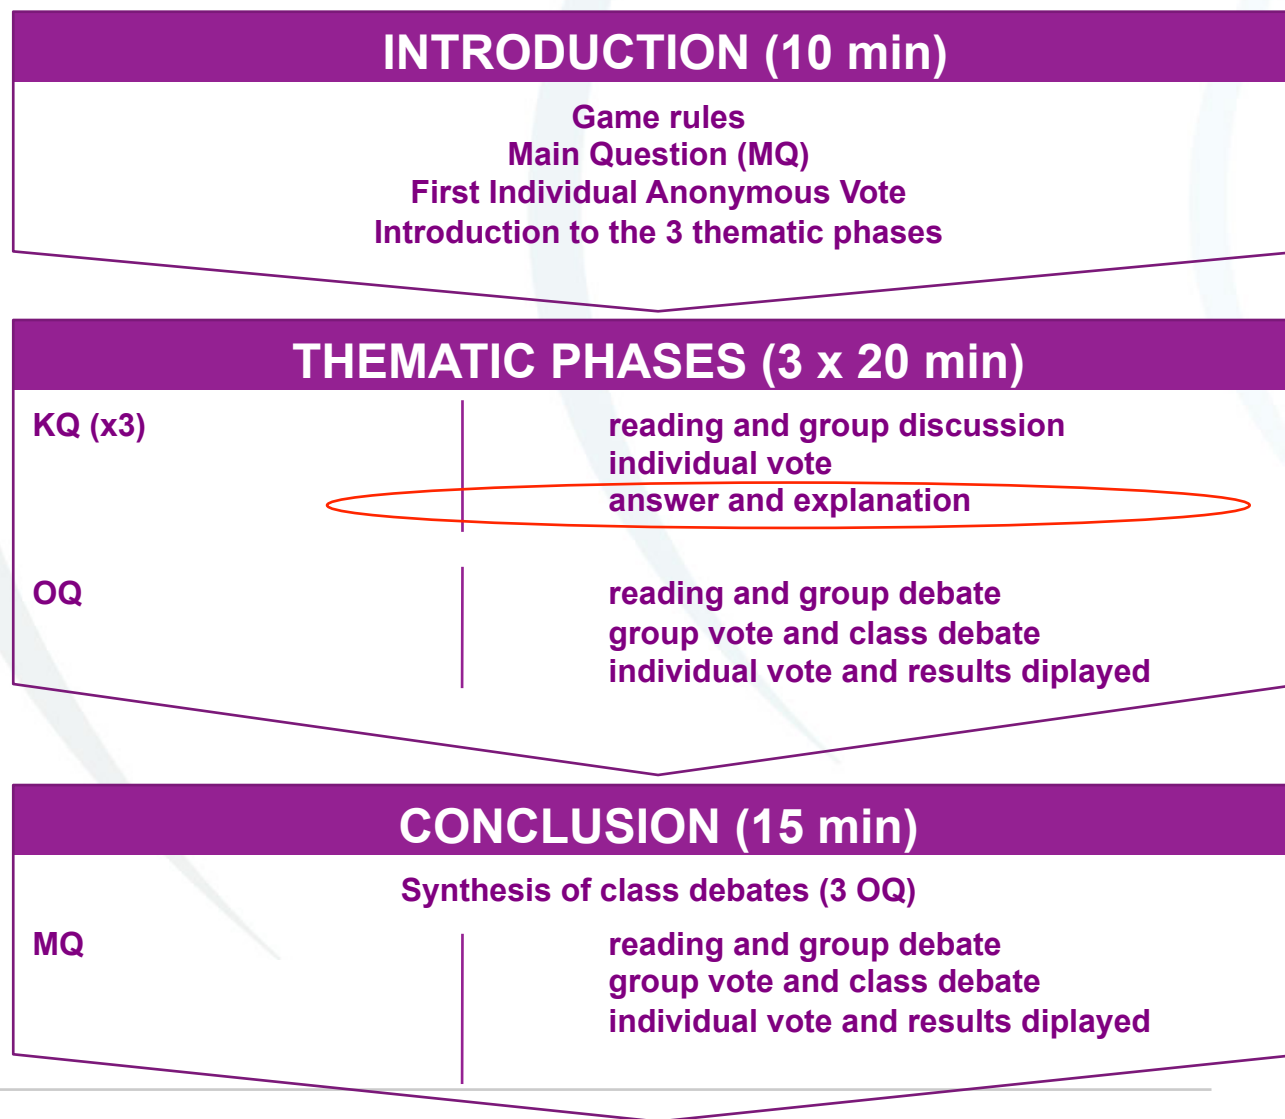 INTRODUCTION (10 min)
Game rules
Main Question (MQ)
First Individual Anonymous Vote
Introduction to the 3 thematic phases
THEMATIC PHASES (3 x 20 min)
KQ (x3)
reading and group discussion
individual vote
answer and explanation
OQ
reading and group debate
group vote and class debate
individual vote and results diplayed
CONCLUSION (15 min)
Synthesis of class debates (3 OQ)
MQ
reading and group debate
group vote and class debate
individual vote and results diplayed